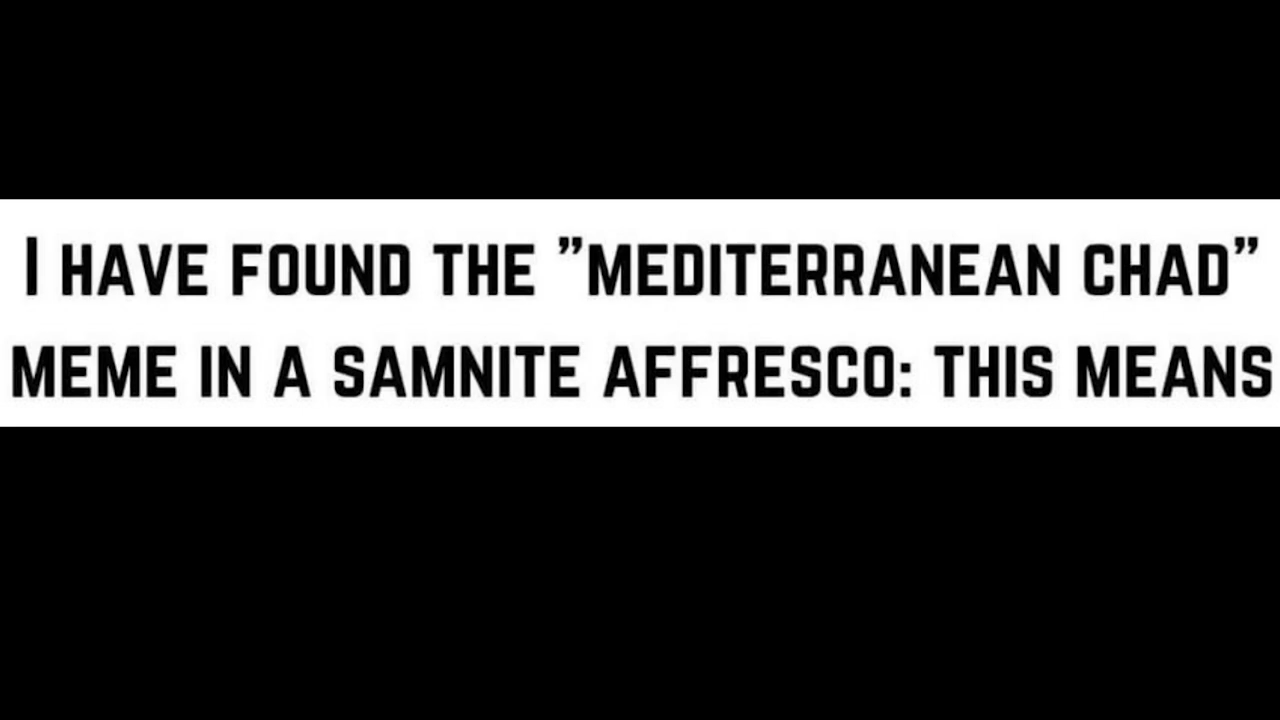 I HAVE FOUND THE ”MEDITERRANEAN CHAD”
MEME IN A SAMNITE AFFRESCO: THIS MEANS